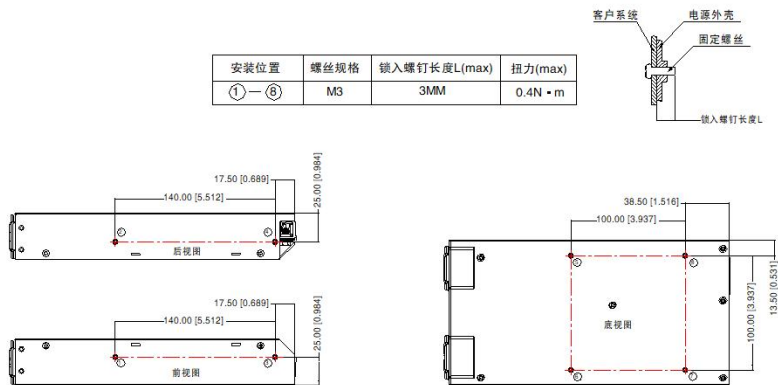 客户系统
电源外壳
固定螺丝
锁入螺钉长度L
安装位置 螺丝规格 锁入螺钉长度L(max) 扭力(max)
①—⑧ M3 3MM 0.4N▪m
17.50 [0.689]
140.00 [5.512]
25.00 [0.984]
后视图
17.50 [0.689]
140.00 [5.512]
25.00 [0.984]
前视图
38.50 [1.516]
100.00 [3.937]
13.50 [0.531]
100.00 [3.937]
底视图